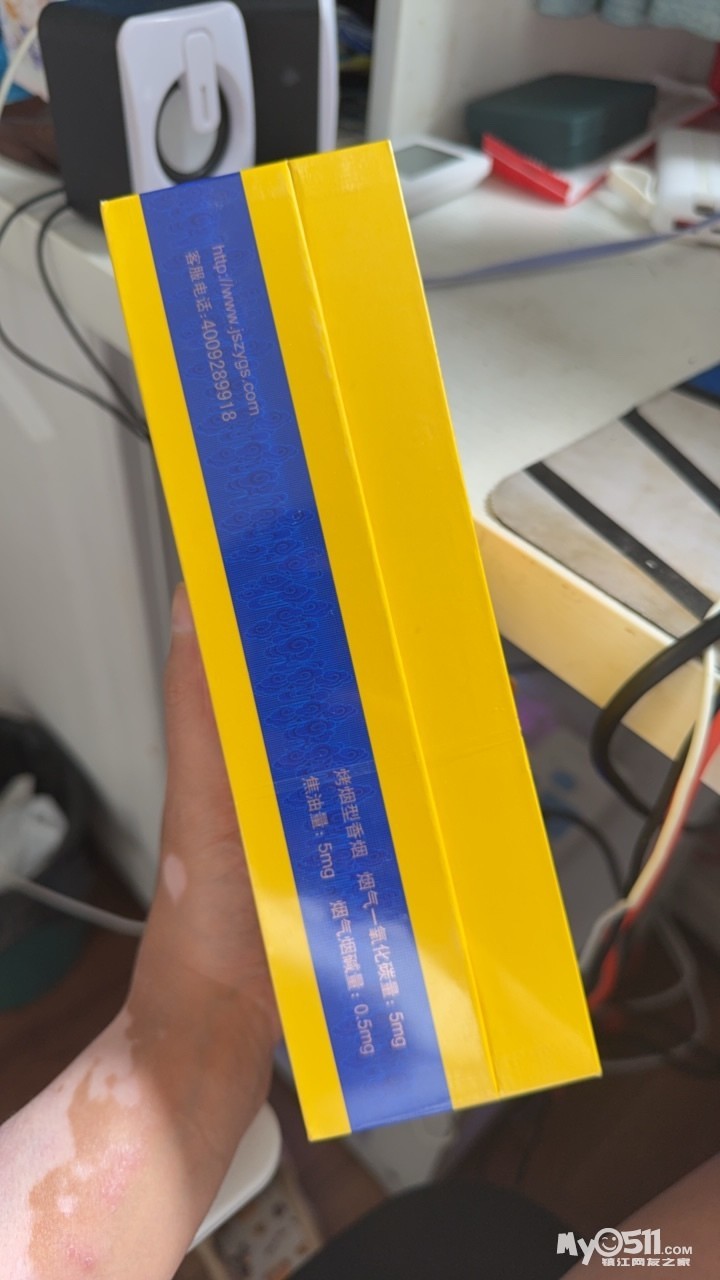 http://www.jszygs.com
客服电话:4009289918
烤烟型香烟 烟气一氧化碳量:5mg
焦油量:5mg 烟气烟碱量:0.5mg
My0511.COM
镇江网友之家